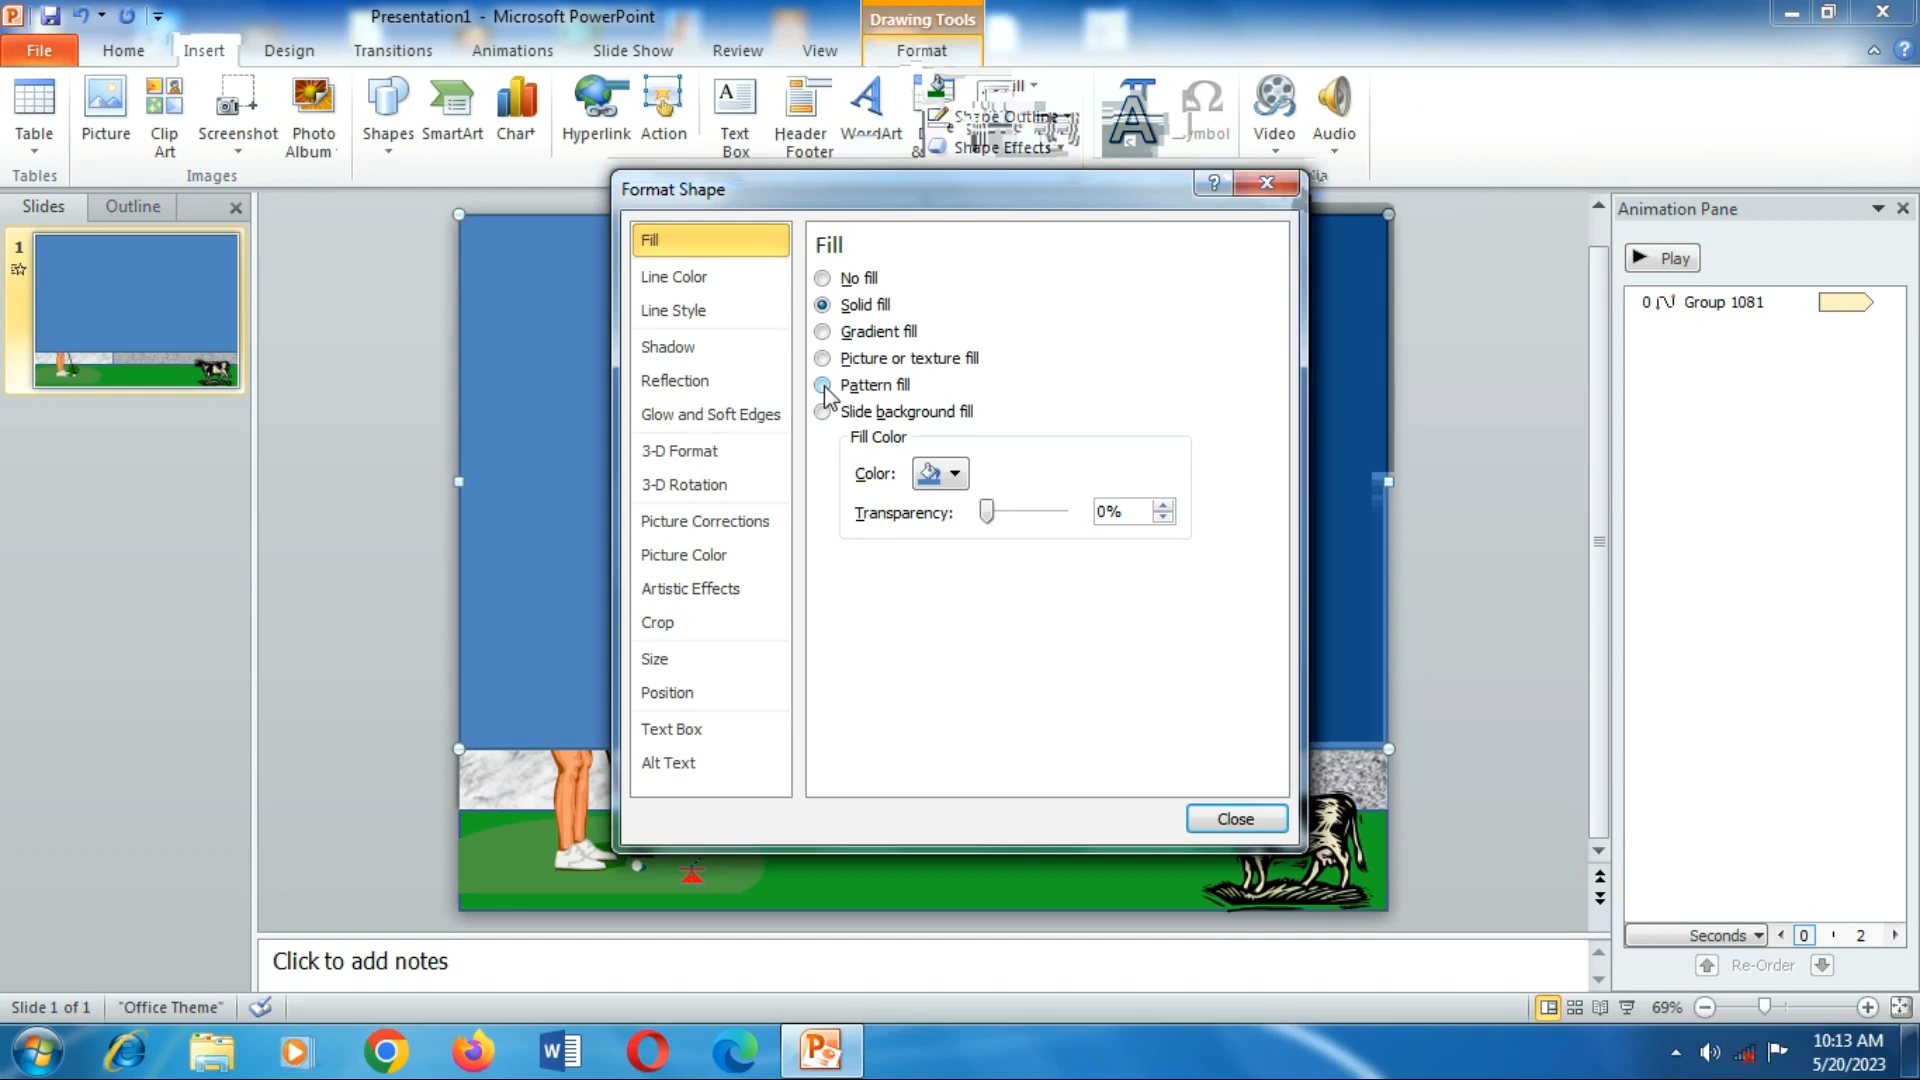 Presentation1 - Microsoft PowerPoint
Drawing Tools
File Home Insert Design Transitions Animations Slide Show Review View Format
Table Picture Clip Art Screenshot Photo Album Shapes SmartArt Chart Hyperlink Action Text Box Header & Footer WordArt Shape Outline Shape Effects Symbol Video Audio
Tables Images
Slides Outline
1
Format Shape
Fill
Line Color
Line Style
Shadow
Reflection
Glow and Soft Edges
3-D Format
3-D Rotation
Picture Corrections
Picture Color
Artistic Effects
Crop
Size
Position
Text Box
Alt Text
Fill
No fill
Solid fill
Gradient fill
Picture or texture fill
Pattern fill
Slide background fill
Fill Color
Color:
Transparency: 0%
Close
Animation Pane
Play
0 Group 1081
Seconds 0 2
Re-Order
Click to add notes
Slide 1 of 1 "Office Theme" 69%
10:13 AM
5/20/2023